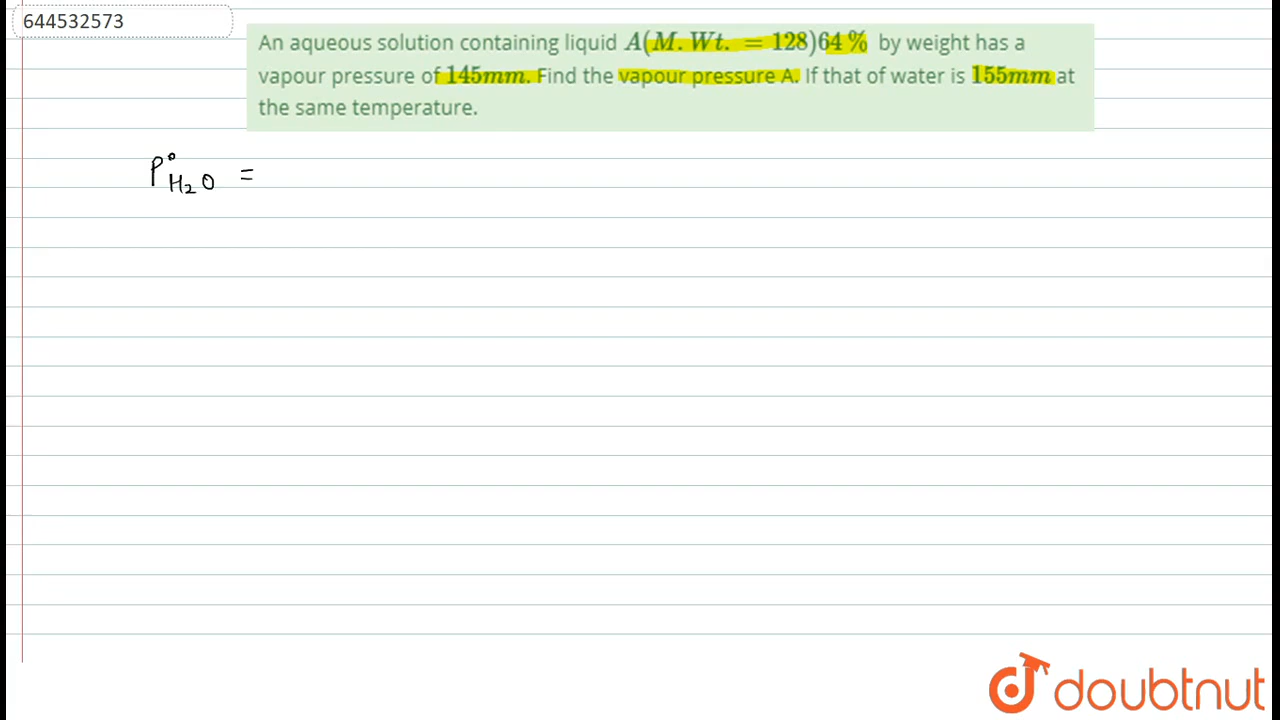 644532573
An aqueous solution containing liquid A(M. Wt. = 128)64% by weight has a
vapour pressure of 145mm. Find the vapour pressure A. If that of water is 155mm at
the same temperature.
P°H₂O =
doubtnut